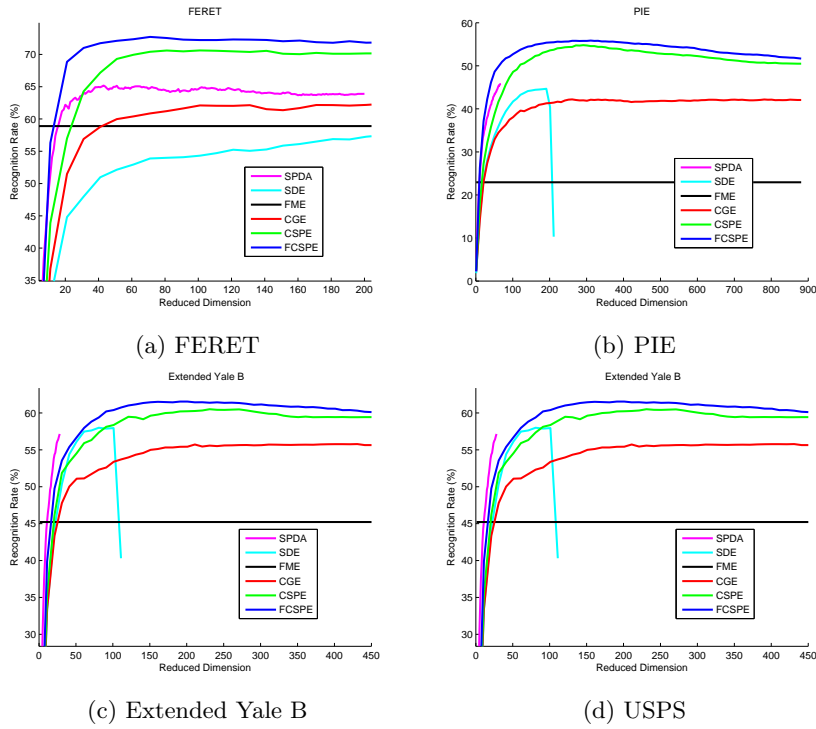 FERET
Recognition Rate (%)
70
65
60
55
50
45
40
35
20 40 60 80 100 120 140 160 180 200
Reduced Dimension
SPDA
SDE
FME
CGE
CSPE
FCSPE
(a) FERET
PIE
Recognition Rate (%)
60
50
40
30
20
10
0
0 100 200 300 400 500 600 700 800 900
Reduced Dimension
SPDA
SDE
FME
CGE
CSPE
FCSPE
(b) PIE
Extended Yale B
Recognition Rate (%)
60
55
50
45
40
35
30
0 50 100 150 200 250 300 350 400 450
Reduced Dimension
SPDA
SDE
FME
CGE
CSPE
FCSPE
(c) Extended Yale B
Extended Yale B
Recognition Rate (%)
60
55
50
45
40
35
30
0 50 100 150 200 250 300 350 400 450
Reduced Dimension
SPDA
SDE
FME
CGE
CSPE
FCSPE
(d) USPS